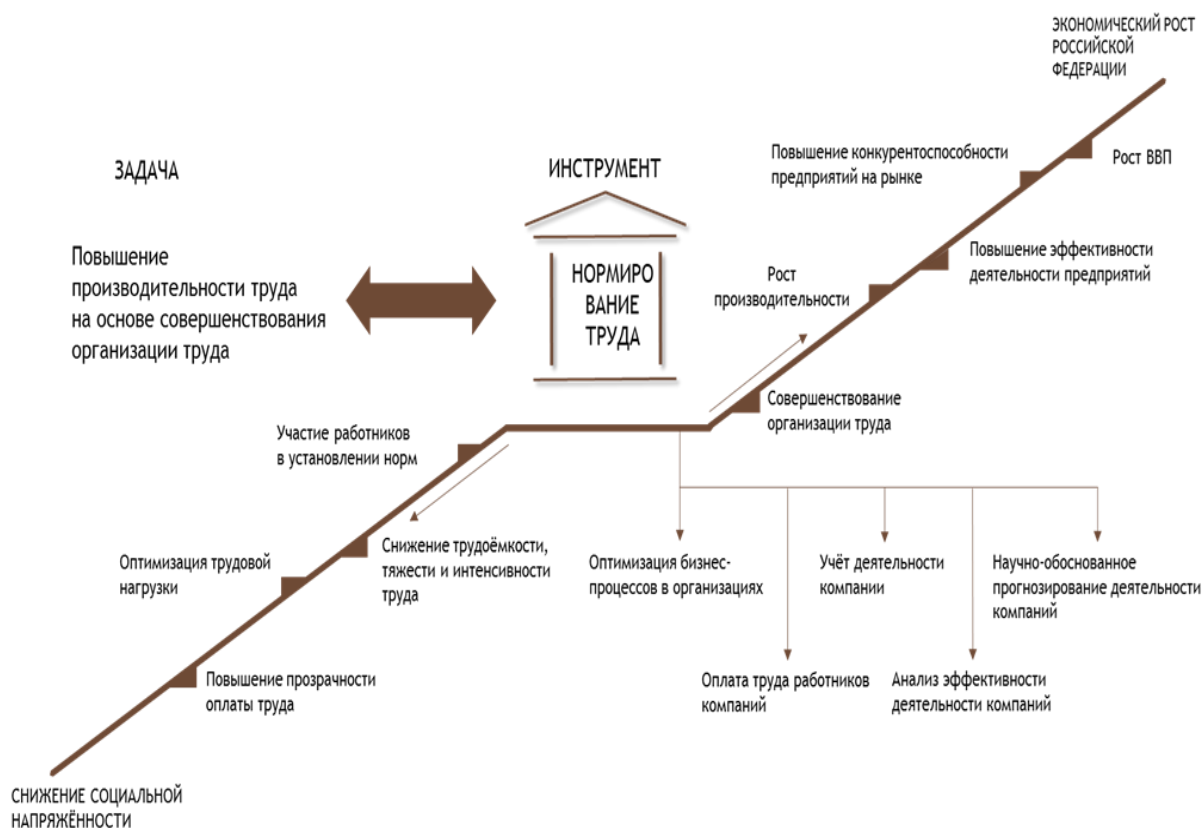 ЭКОНОМИЧЕСКИЙ РОСТ
РОССИЙСКОЙ
ФЕДЕРАЦИИ
ЗАДАЧА
ИНСТРУМЕНТ
Повышение конкурентоспособности
предприятий на рынке
Рост ВВП
Повышение
производительности труда
на основе совершенствования
организации труда
НОРМИРО
ВАНИЕ
ТРУДА
Рост
производительности
Повышение эффективности
деятельности предприятий
Совершенствование
организации труда
Участие работников
в установлении норм
Снижение трудоёмкости,
тяжести и интенсивности
труда
Оптимизация трудовой
нагрузки
Повышение прозрачности
оплаты труда
Оптимизация бизнес-
процессов в организациях
Учёт деятельности
компании
Научно-обоснованное
прогнозирование деятельности
компаний
Оплата труда работников
компаний
Анализ эффективности
деятельности компаний
СНИЖЕНИЕ СОЦИАЛЬНОЙ
НАПРЯЖЁННОСТИ